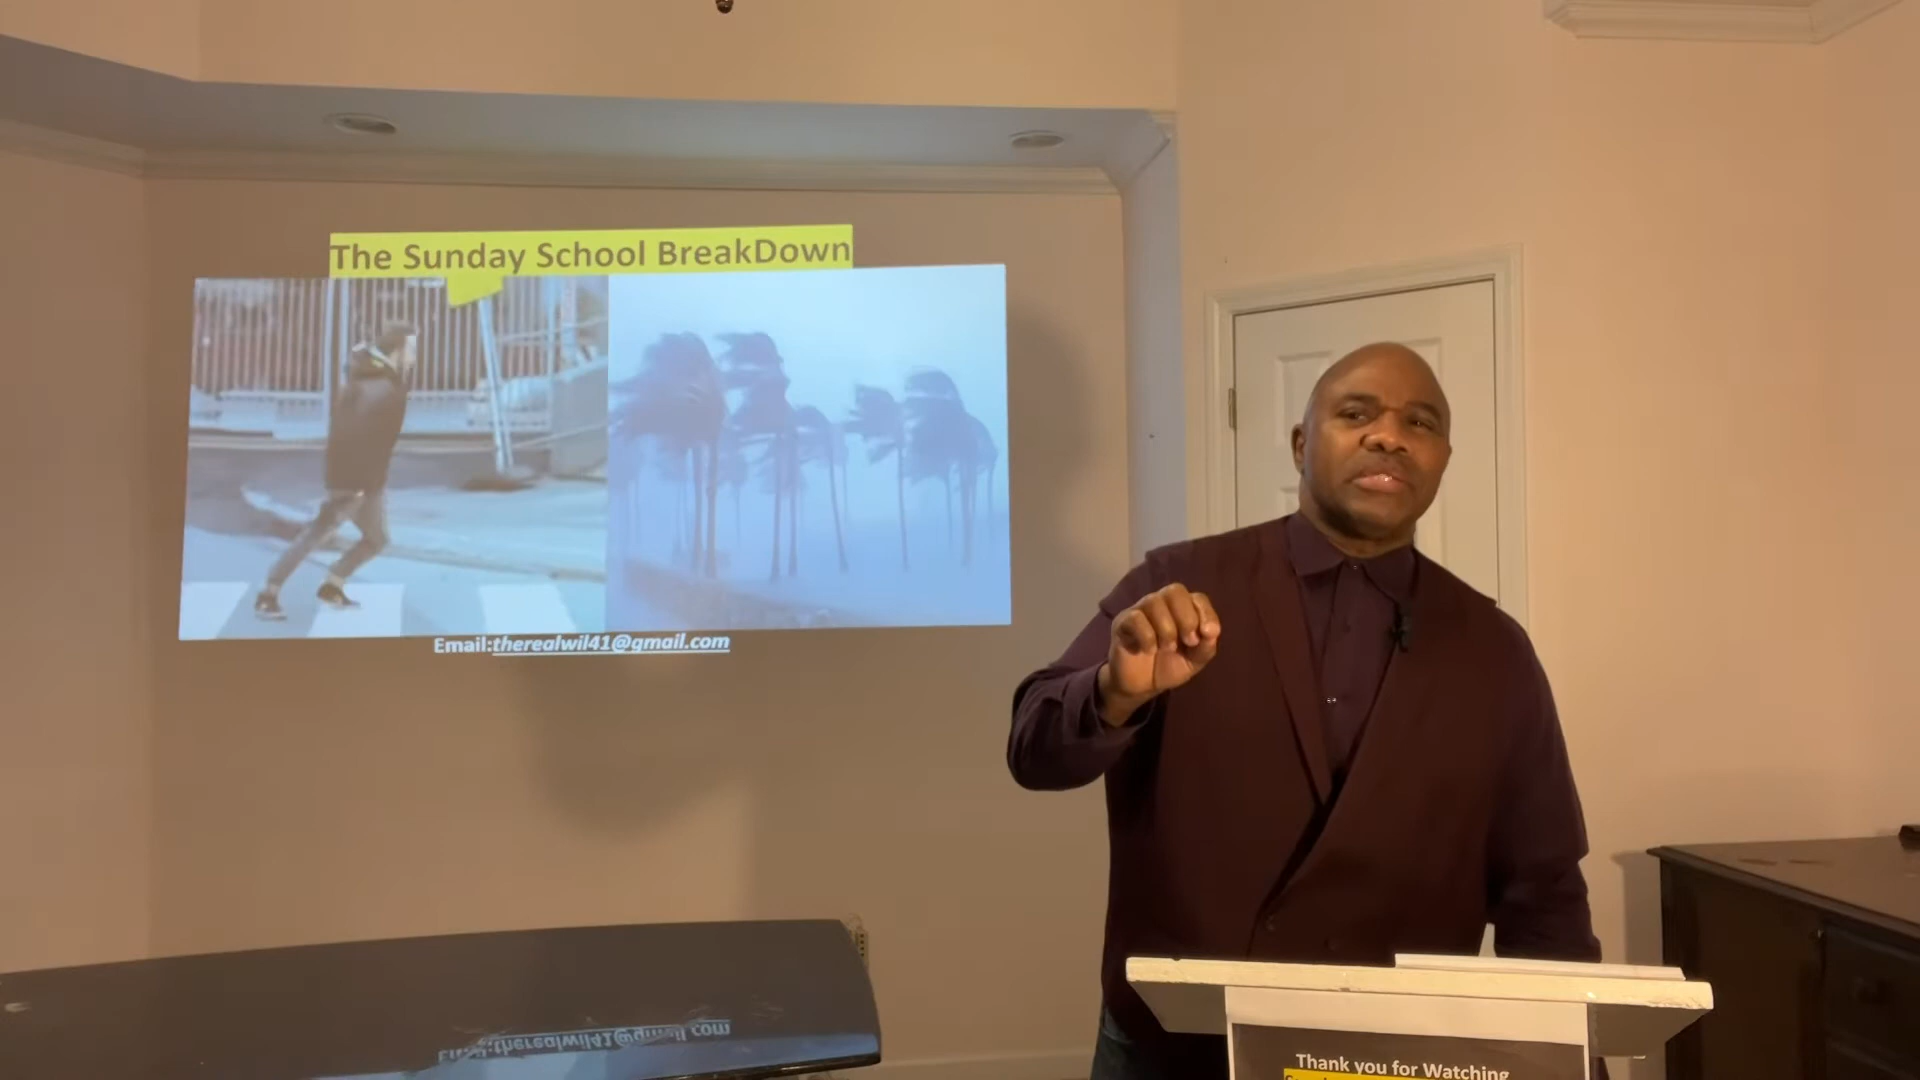 The Sunday School BreakDown
Email:therealwil41@gmail.com
Thank you for Watching